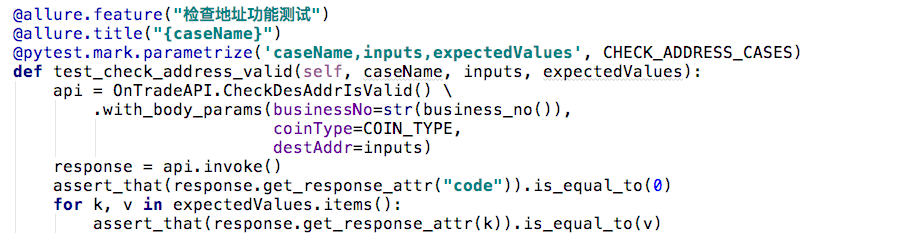 @allure.feature("检查地址功能测试")
@allure.title("{caseName}")
@pytest.mark.parametrize('caseName,inputs,expectedValues', CHECK_ADDRESS_CASES)
def test_check_address_valid(self, caseName, inputs, expectedValues):
    api = OnTradeAPI.CheckDesAddrIsValid() \
        .with_body_params(businessNo=str(business_no()),
                          coinType=COIN_TYPE,
                          destAddr=inputs)
    response = api.invoke()
    assert_that(response.get_response_attr("code")).is_equal_to(0)
    for k, v in expectedValues.items():
        assert_that(response.get_response_attr(k)).is_equal_to(v)